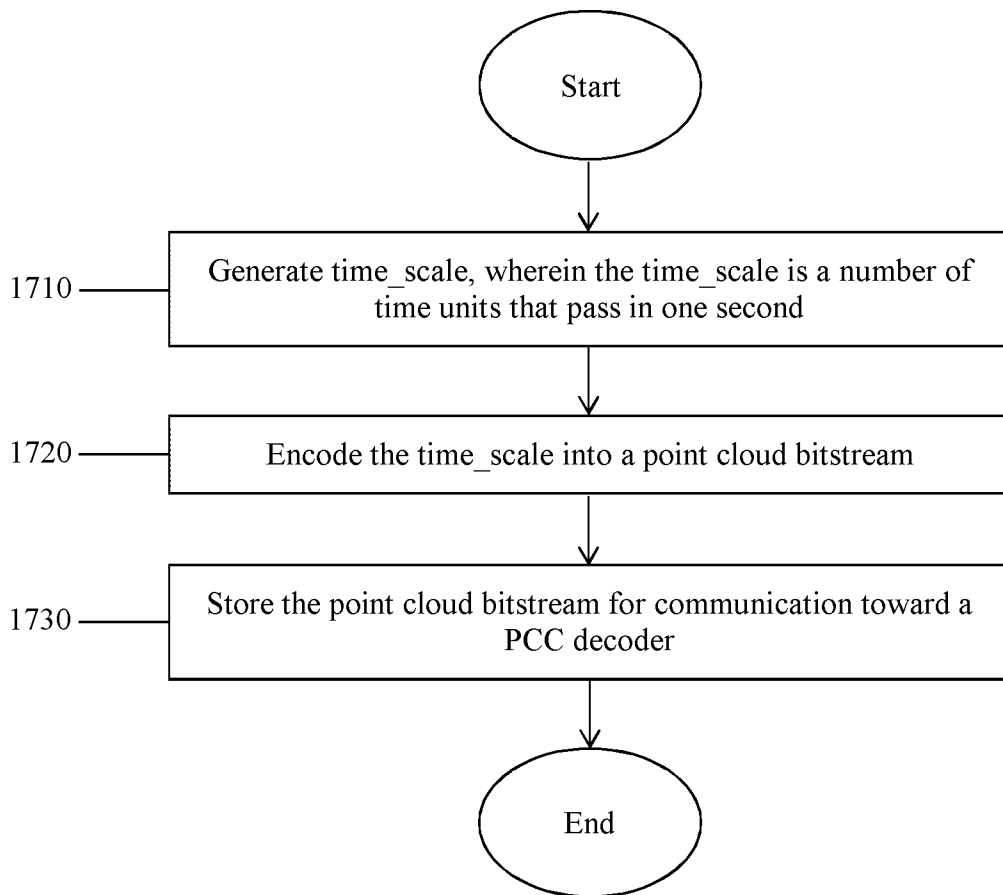 Start
1710
Generate time_scale, wherein the time_scale is a number of
time units that pass in one second
1720
Encode the time_scale into a point cloud bitstream
1730
Store the point cloud bitstream for communication toward a
PCC decoder
End